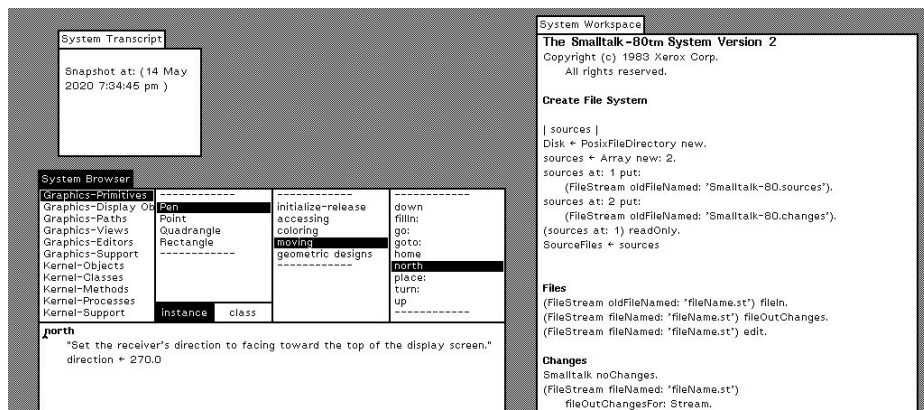 System Transcript
Snapshot at: (14 May
2020 7:34:45 pm )
System Browser
Graphics-Primitives
Graphics-Display Ob
Graphics-Paths
Graphics-Views
Graphics-Editors
Graphics-Support
Kernel-Objects
Kernel-Classes
Kernel-Methods
Kernel-Processes
Kernel-Support
------------
Pen
Point
Quadrangle
Rectangle
------------
instance class
------------
initialize-release
accessing
coloring
moving
geometric designs
------------
------------
down
fillIn:
go:
goto:
home
north
place:
turn:
up
------------
north
"Set the receiver's direction to facing toward the top of the display screen."
direction ← 270.0
System Workspace
The Smalltalk-80tm System Version 2
Copyright (c) 1983 Xerox Corp.
All rights reserved.
Create File System
| sources |
Disk ← PosixFileDirectory new.
sources ← Array new: 2.
sources at: 1 put:
(FileStream oldFileNamed: 'Smalltalk-80.sources').
sources at: 2 put:
(FileStream oldFileNamed: 'Smalltalk-80.changes').
(sources at: 1) readOnly.
SourceFiles ← sources
Files
(FileStream oldFileNamed: 'fileName.st') fileIn.
(FileStream fileNamed: 'fileName.st') fileOutChanges.
(FileStream fileNamed: 'fileName.st') edit.
Changes
Smalltalk noChanges.
(FileStream fileNamed: 'fileName.st')
fileOutChangesFor: Stream.